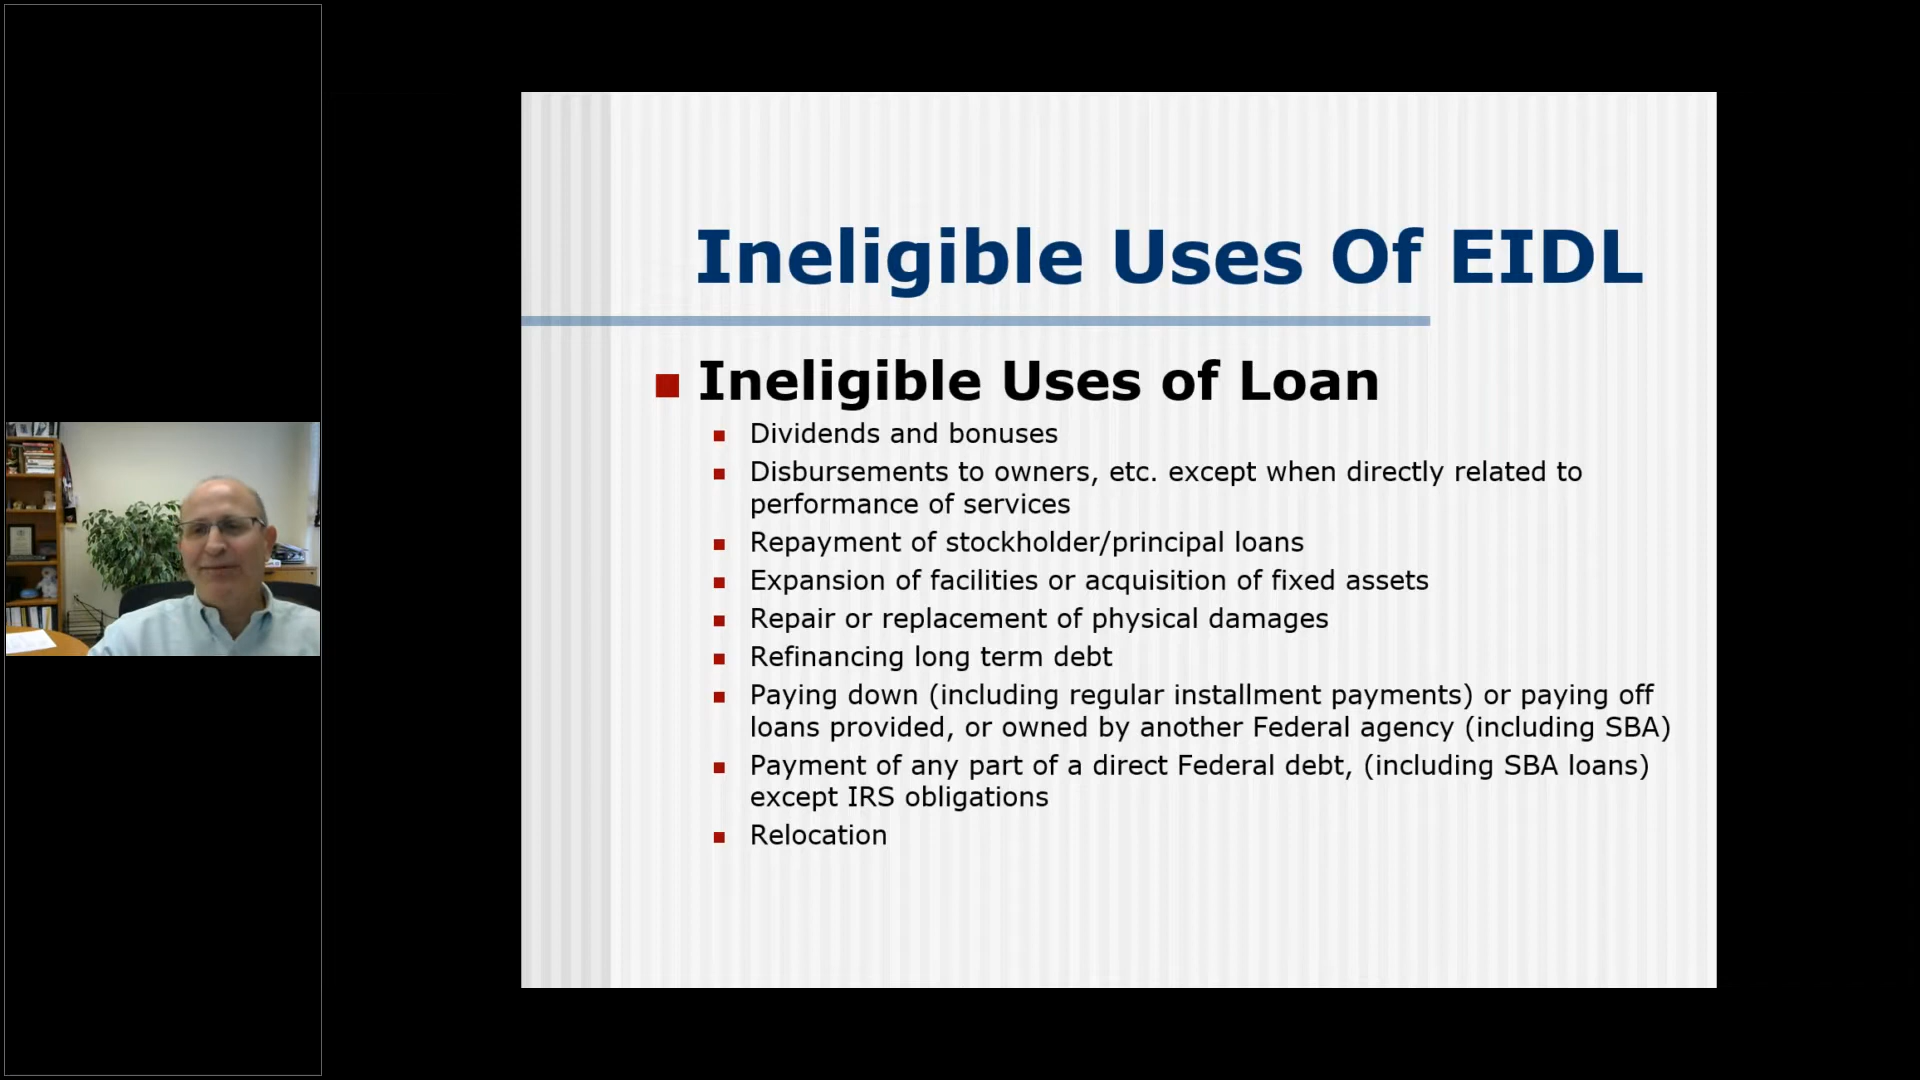 Ineligible Uses Of EIDL
Ineligible Uses of Loan
Dividends and bonuses
Disbursements to owners, etc. except when directly related to
performance of services
Repayment of stockholder/principal loans
Expansion of facilities or acquisition of fixed assets
Repair or replacement of physical damages
Refinancing long term debt
Paying down (including regular installment payments) or paying off
loans provided, or owned by another Federal agency (including SBA)
Payment of any part of a direct Federal debt, (including SBA loans)
except IRS obligations
Relocation